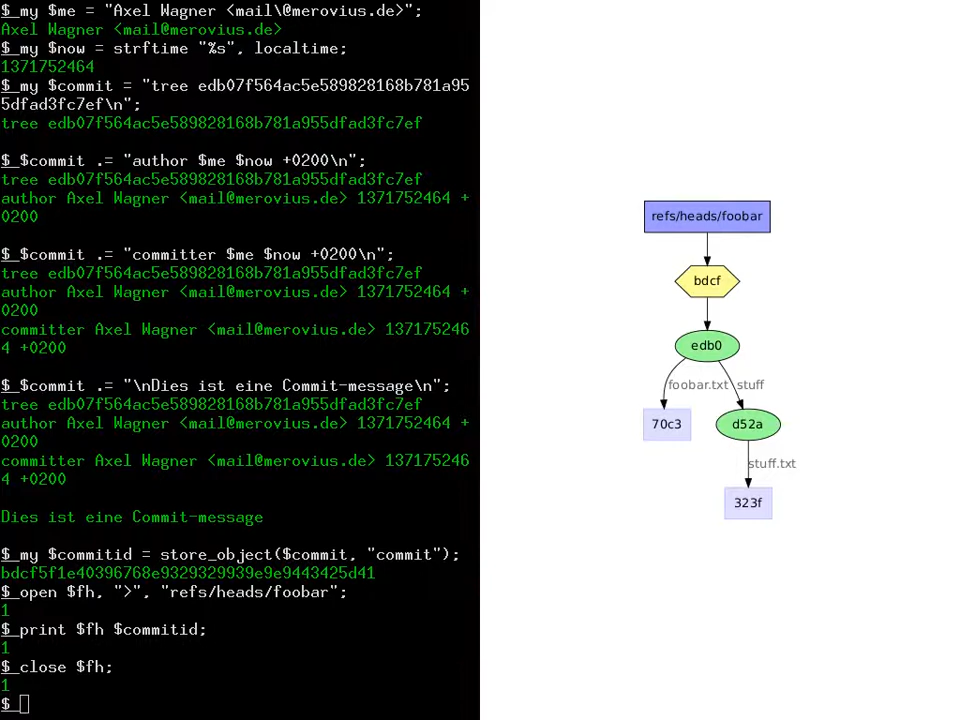 $ my $me = "Axel Wagner <mail\@merovius.de>";
Axel Wagner <mail@merovius.de>
$ my $now = strftime "%s", localtime;
1371752464
$ my $commit = "tree edb07f564ac5e589828168b781a95
5dfad3fc7ef\n";
tree edb07f564ac5e589828168b781a955dfad3fc7ef
$ $commit .= "author $me $now +0200\n";
tree edb07f564ac5e589828168b781a955dfad3fc7ef
author Axel Wagner <mail@merovius.de> 1371752464 +
0200
$ $commit .= "committer $me $now +0200\n";
tree edb07f564ac5e589828168b781a955dfad3fc7ef
author Axel Wagner <mail@merovius.de> 1371752464 +
0200
committer Axel Wagner <mail@merovius.de> 137175246
4 +0200
$ $commit .= "\nDies ist eine Commit-message\n";
tree edb07f564ac5e589828168b781a955dfad3fc7ef
author Axel Wagner <mail@merovius.de> 1371752464 +
0200
committer Axel Wagner <mail@merovius.de> 137175246
4 +0200
Dies ist eine Commit-message
$ my $commitid = store_object($commit, "commit");
bdcf5f1e40396768e9329329939e9e9443425d41
$ open $fh, ">", "refs/heads/foobar";
1
$ print $fh $commitid;
1
$ close $fh;
1
$
refs/heads/foobar
bdcf
edb0
foobar.txt stuff
70c3 d52a
stuff.txt
323f